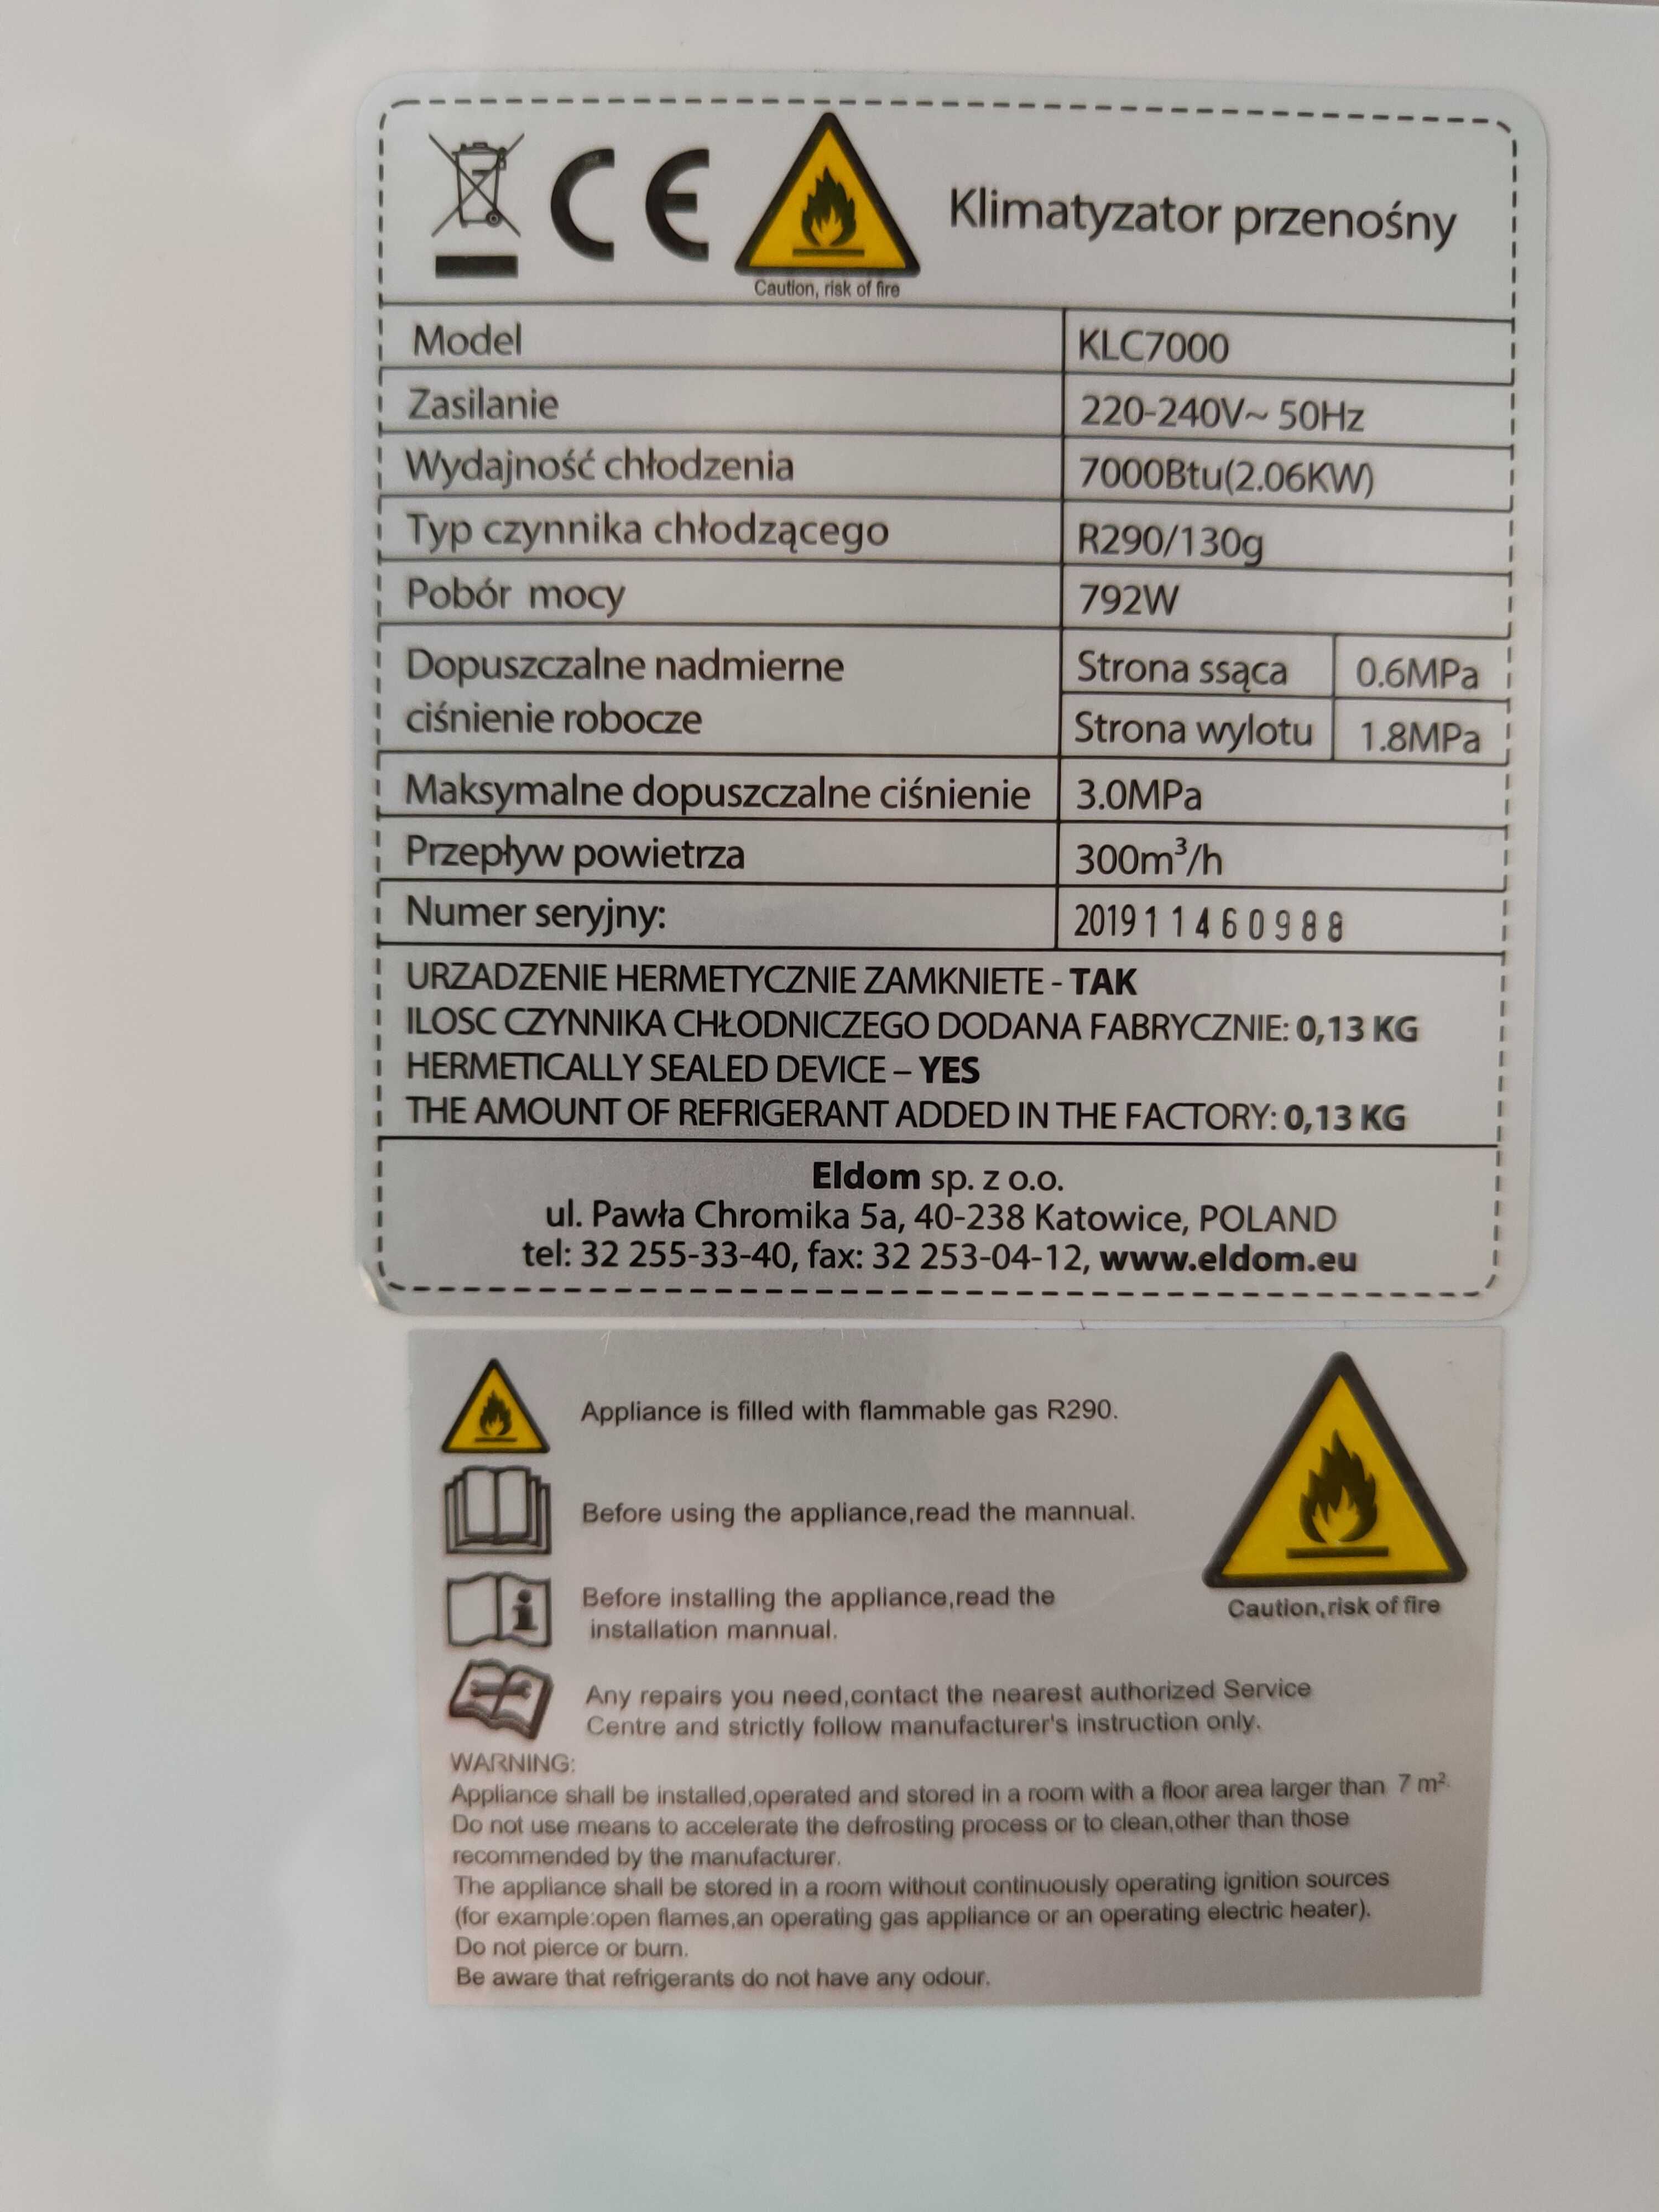 CE
Klimatyzator przenośny
Caution, risk of fire
Model KLC7000
Zasilanie 220-240V~ 50Hz
Wydajność chłodzenia 7000Btu(2.06KW)
Typ czynnika chłodzącego R290/130g
Pobór mocy 792W
Dopuszczalne nadmierne ciśnienie robocze
Strona ssąca 0.6MPa
Strona wylotu 1.8MPa
Maksymalne dopuszczalne ciśnienie 3.0MPa
Przepływ powietrza 300m³/h
Numer seryjny: 201911460988
URZADZENIE HERMETYCZNIE ZAMKNIETE - TAK
ILOSC CZYNNIKA CHŁODNICZEGO DODANA FABRYCZNIE: 0,13 KG
HERMETICALLY SEALED DEVICE – YES
THE AMOUNT OF REFRIGERANT ADDED IN THE FACTORY: 0,13 KG
Eldom sp. z o.o.
ul. Pawła Chromika 5a, 40-238 Katowice, POLAND
tel: 32 255-33-40, fax: 32 253-04-12, www.eldom.eu
Appliance is filled with flammable gas R290.
Before using the appliance,read the mannual.
Before installing the appliance,read the
installation mannual.
Caution,risk of fire
Any repairs you need,contact the nearest authorized Service
Centre and strictly follow manufacturer's instruction only.
WARNING:
Appliance shall be installed,operated and stored in a room with a floor area larger than 7 m².
Do not use means to accelerate the defrosting process or to clean,other than those
recommended by the manufacturer.
The appliance shall be stored in a room without continuously operating ignition sources
(for example:open flames,an operating gas appliance or an operating electric heater).
Do not pierce or burn.
Be aware that refrigerants do not have any odour.